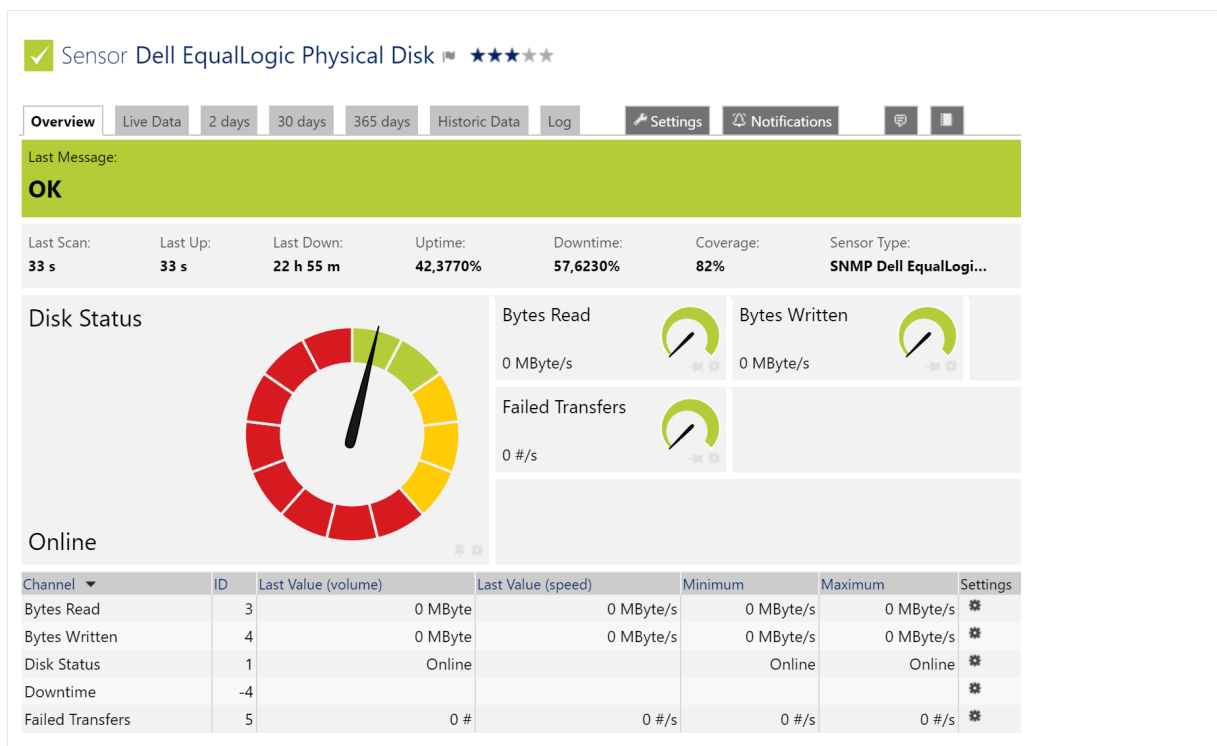 Sensor Dell EqualLogic Physical Disk
Overview Live Data 2 days 30 days 365 days Historic Data Log Settings Notifications
Last Message:
OK
Last Scan: Last Up: Last Down: Uptime: Downtime: Coverage: Sensor Type:
33 s 33 s 22 h 55 m 42,3770% 57,6230% 82% SNMP Dell EqualLogi...
Disk Status
Online
Bytes Read
0 MByte/s
Bytes Written
0 MByte/s
Failed Transfers
0 #/s
Channel ID Last Value (volume) Last Value (speed) Minimum Maximum Settings
Bytes Read 3 0 MByte 0 MByte/s 0 MByte/s 0 MByte/s
Bytes Written 4 0 MByte 0 MByte/s 0 MByte/s 0 MByte/s
Disk Status 1 Online Online Online
Downtime -4
Failed Transfers 5 0 # 0 #/s 0 #/s 0 #/s